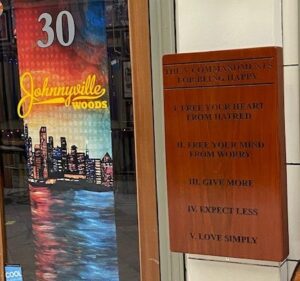 30
Johnnyville
WOODS
COOL
THE V COMMANDMENTS
FOR BEING HAPPY
I. FREE YOUR HEART
FROM HATRED
II. FREE YOUR MIND
FROM WORRY
III. GIVE MORE
IV. EXPECT LESS
V. LOVE SIMPLY